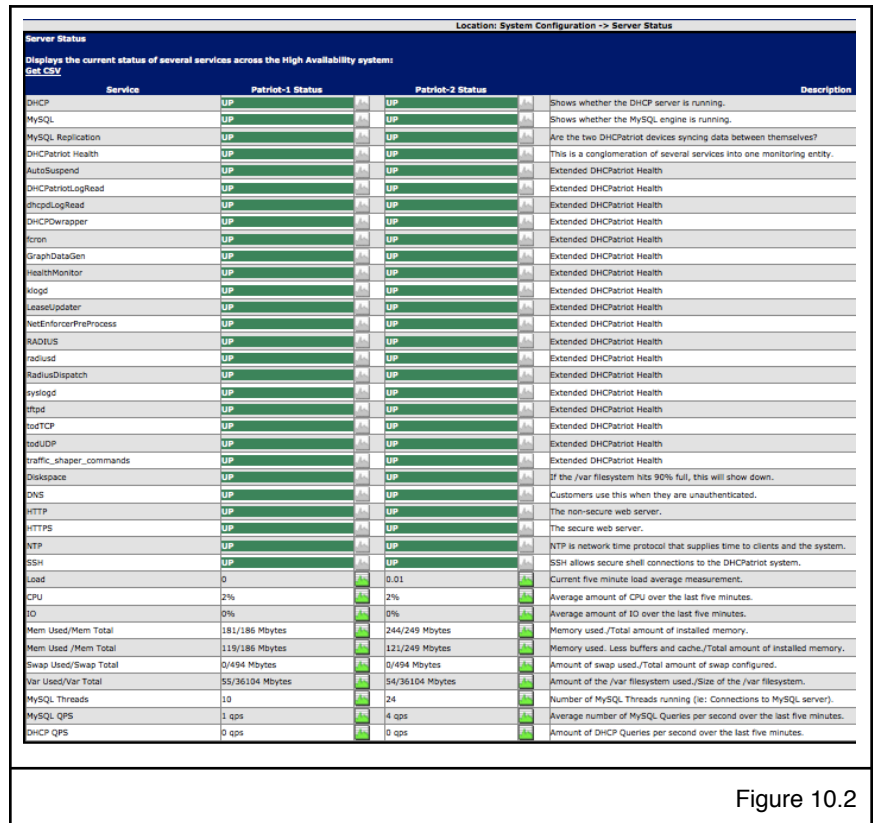 Location: System Configuration -> Server Status
Server Status
Displays the current status of several services across the High Availability system:
Get CSV
Service Patriot-1 Status Patriot-2 Status Description
DHCP UP UP Shows whether the DHCP server is running.
MySQL UP UP Shows whether the MySQL engine is running.
MySQL Replication UP UP Are the two DHCPatriot devices syncing data between themselves?
DHCPatriot Health UP UP This is a conglomeration of several services into one monitoring entity.
AutoSuspend UP UP Extended DHCPatriot Health
DHCPatriotLogRead UP UP Extended DHCPatriot Health
dhcpdLogRead UP UP Extended DHCPatriot Health
DHCPDwrapper UP UP Extended DHCPatriot Health
fcron UP UP Extended DHCPatriot Health
GraphDataGen UP UP Extended DHCPatriot Health
HealthMonitor UP UP Extended DHCPatriot Health
klogd UP UP Extended DHCPatriot Health
LeaseUpdater UP UP Extended DHCPatriot Health
NetEnforcerPreProcess UP UP Extended DHCPatriot Health
RADIUS UP UP Extended DHCPatriot Health
radiusd UP UP Extended DHCPatriot Health
RadiusDispatch UP UP Extended DHCPatriot Health
syslogd UP UP Extended DHCPatriot Health
tftpd UP UP Extended DHCPatriot Health
todTCP UP UP Extended DHCPatriot Health
todUDP UP UP Extended DHCPatriot Health
traffic_shaper_commands UP UP Extended DHCPatriot Health
Diskspace UP UP If the /var filesystem hits 90% full, this will show down.
DNS UP UP Customers use this when they are unauthenticated.
HTTP UP UP The non-secure web server.
HTTPS UP UP The secure web server.
NTP UP UP NTP is network time protocol that supplies time to clients and the system.
SSH UP UP SSH allows secure shell connections to the DHCPatriot system.
Load 0 0.01 Current five minute load average measurement.
CPU 2% 2% Average amount of CPU over the last five minutes.
IO 0% 0% Average amount of IO over the last five minutes.
Mem Used/Mem Total 181/186 Mbytes 244/249 Mbytes Memory used./Total amount of installed memory.
Mem Used /Mem Total 119/186 Mbytes 121/249 Mbytes Memory used. Less buffers and cache./Total amount of installed memory.
Swap Used/Swap Total 0/494 Mbytes 0/494 Mbytes Amount of swap used./Total amount of swap configured.
Var Used/Var Total 55/36104 Mbytes 54/36104 Mbytes Amount of the /var filesystem used./Size of the /var filesystem.
MySQL Threads 10 24 Number of MySQL Threads running (ie: Connections to MySQL server).
MySQL QPS 1 qps 4 qps Average number of MySQL Queries per second over the last five minutes.
DHCP QPS 0 qps 0 qps Amount of DHCP Queries per second over the last five minutes.
Figure 10.2